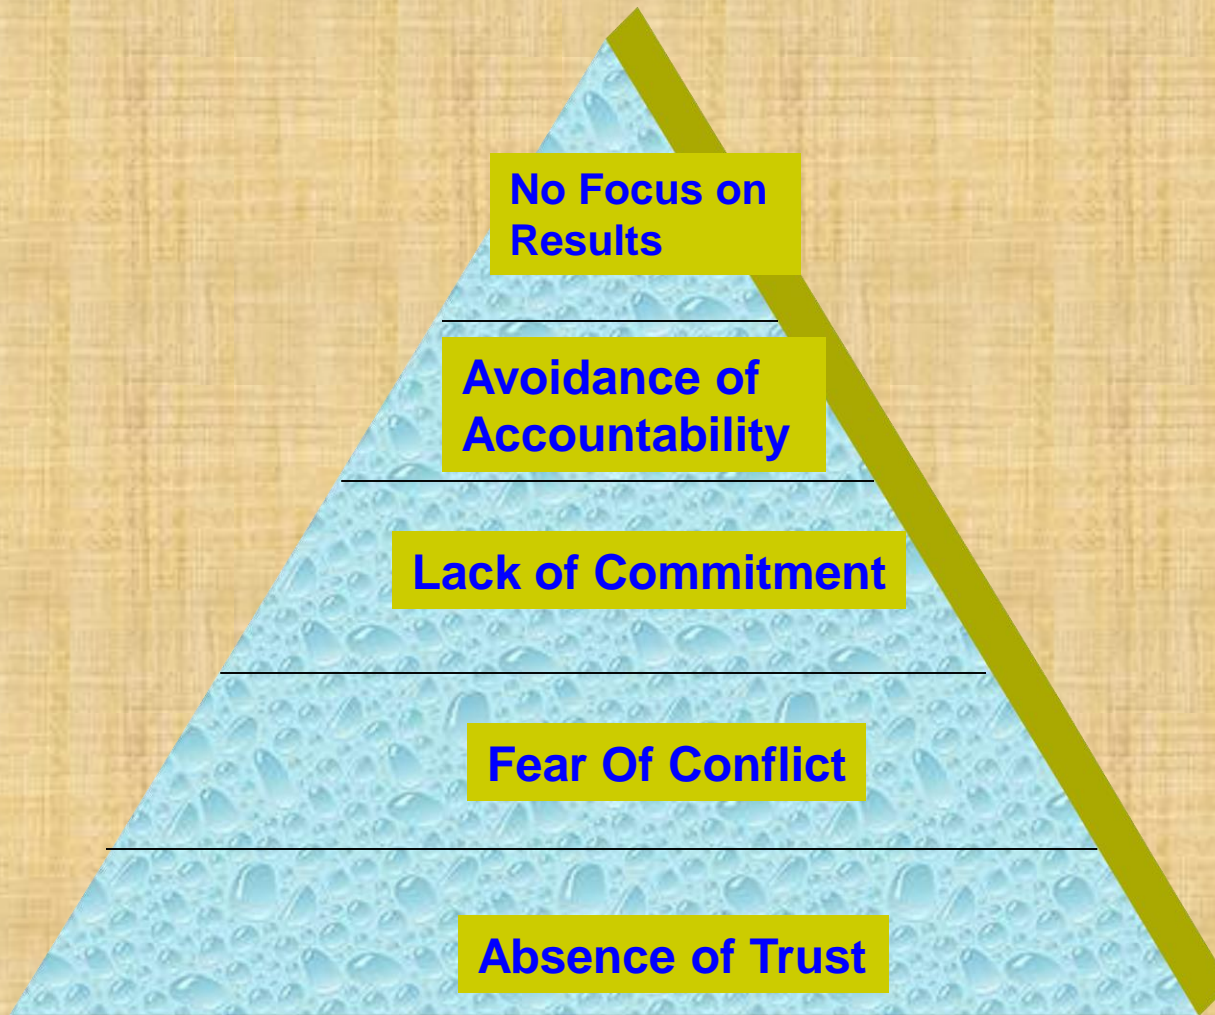 No Focus on
Results
Avoidance of
Accountability
Lack of Commitment
Fear Of Conflict
Absence of Trust